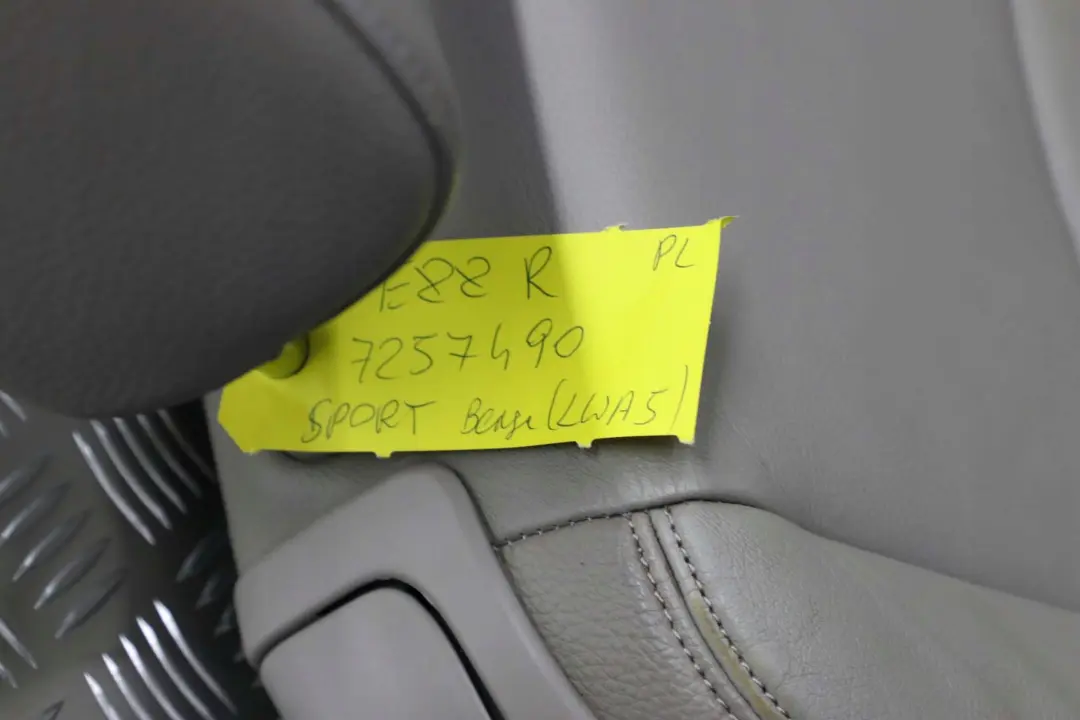 E88 R PL
7257490
SPORT Beige (LWA5)